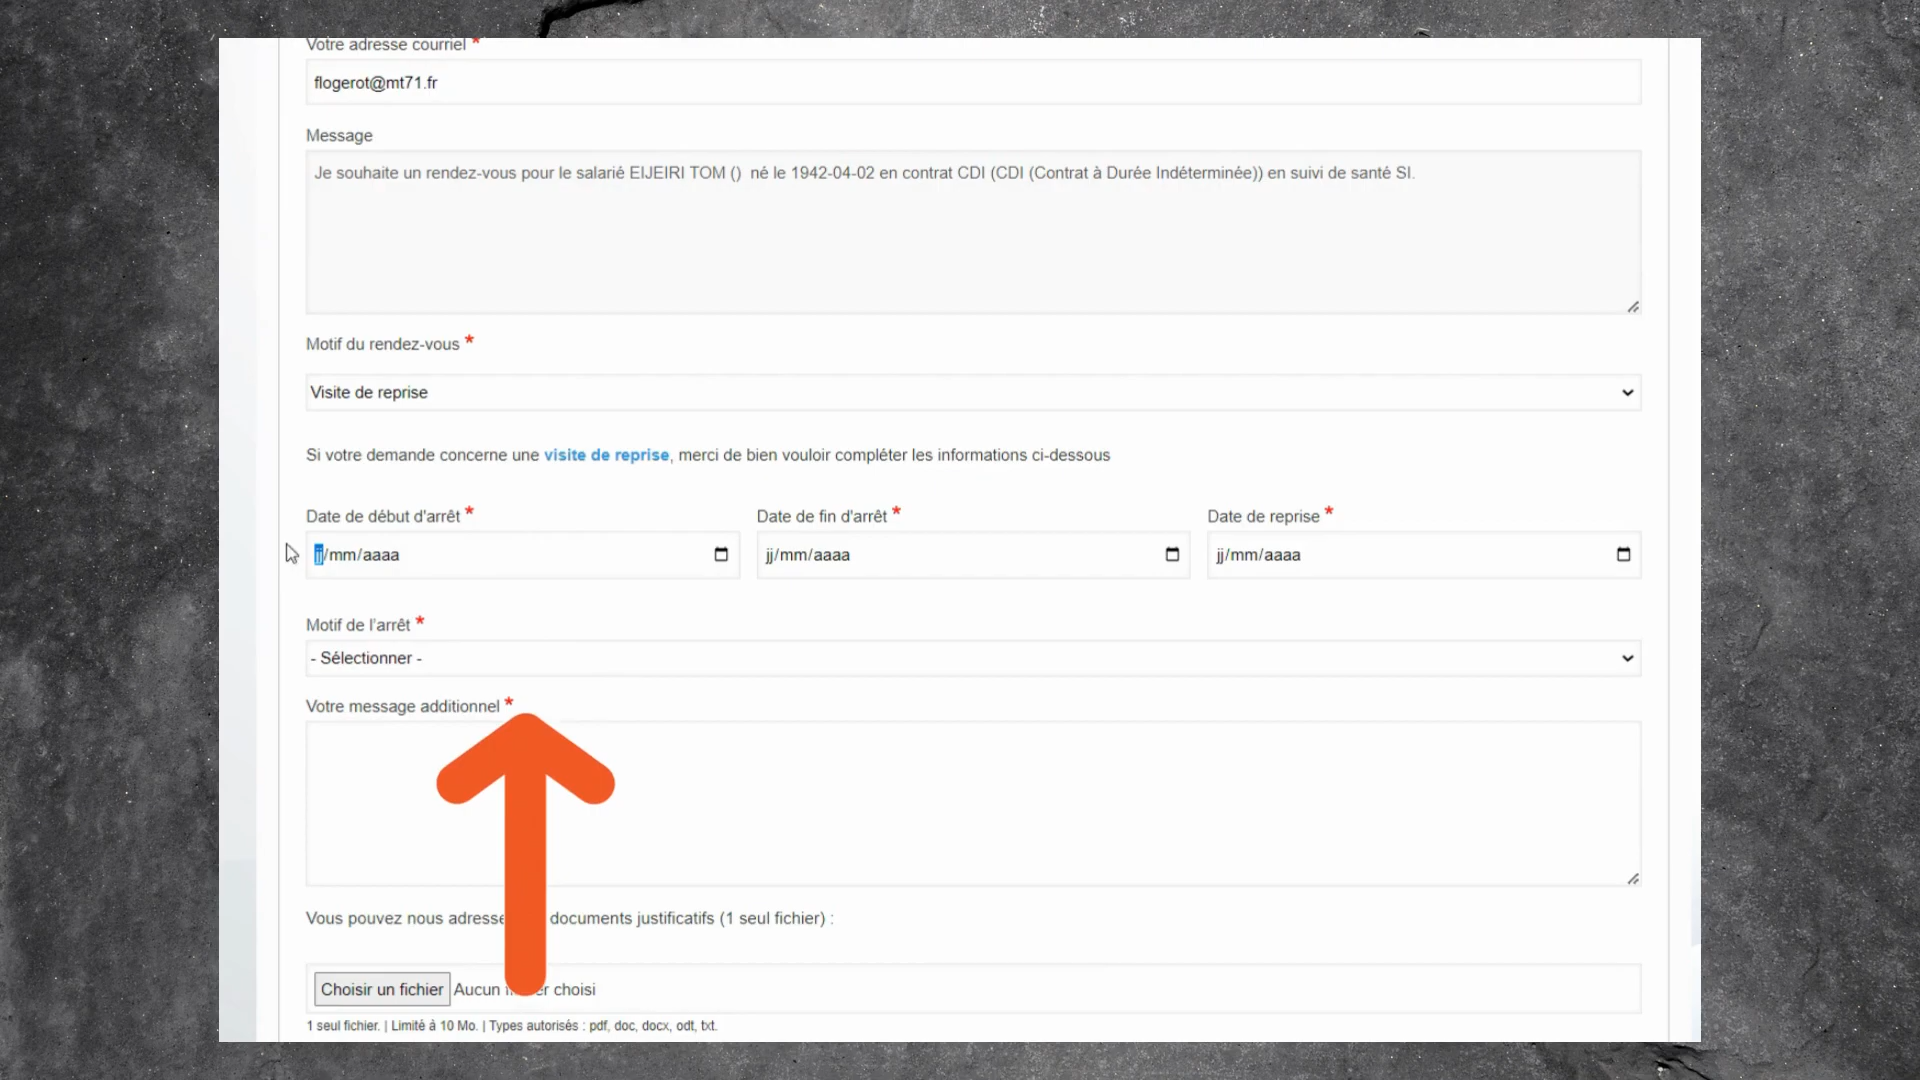 Votre adresse courriel *
flogerot@mt71.fr
Message
Je souhaite un rendez-vous pour le salarié EIJEIRI TOM ()  né le 1942-04-02 en contrat CDI (CDI (Contrat à Durée Indéterminée)) en suivi de santé SI.
Motif du rendez-vous *
Visite de reprise
Si votre demande concerne une visite de reprise, merci de bien vouloir compléter les informations ci-dessous
Date de début d'arrêt * Date de fin d'arrêt * Date de reprise *
jj/mm/aaaa jj/mm/aaaa jj/mm/aaaa
Motif de l'arrêt *
- Sélectionner -
Votre message additionnel *
Vous pouvez nous documents justificatifs (1 seul fichier) :
Choisir un fichier Aucun choisi
1 seul fichier. | Limité à 10 Mo. | Types autorisés : pdf, doc, docx, odt, txt.